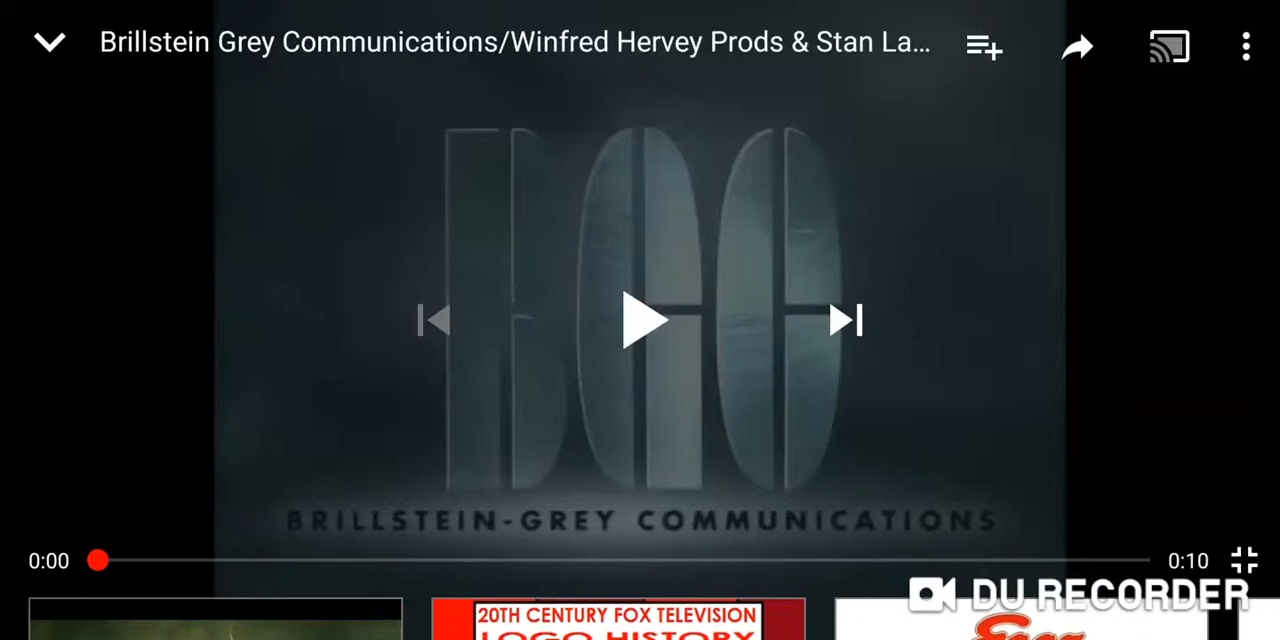 Brillstein Grey Communications/Winfred Hervey Prods & Stan La...
BGC
BRILLSTEIN-GREY COMMUNICATIONS
0:00
0:10
DU RECORDER
20TH CENTURY FOX TELEVISION
LOGO HISTORY